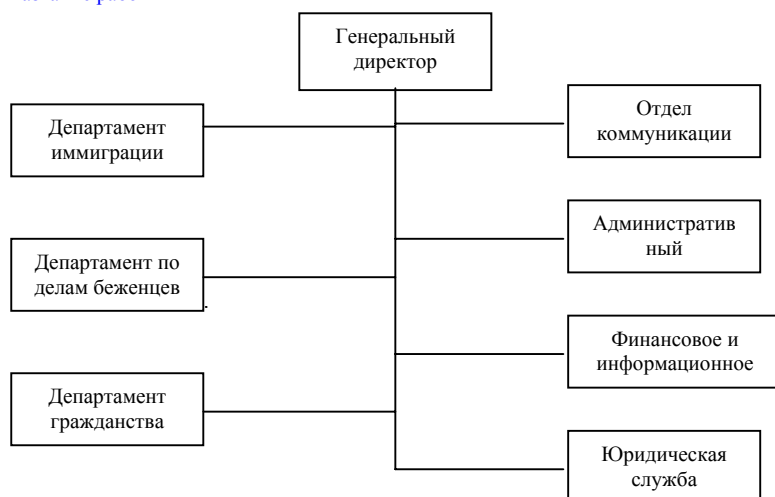 Генеральный
директор
Департамент
иммиграции
Отдел
коммуникации
Административ
ный
Департамент по
делам беженцев
.
Финансовое и
информационное
Департамент
гражданства
Юридическая
служба